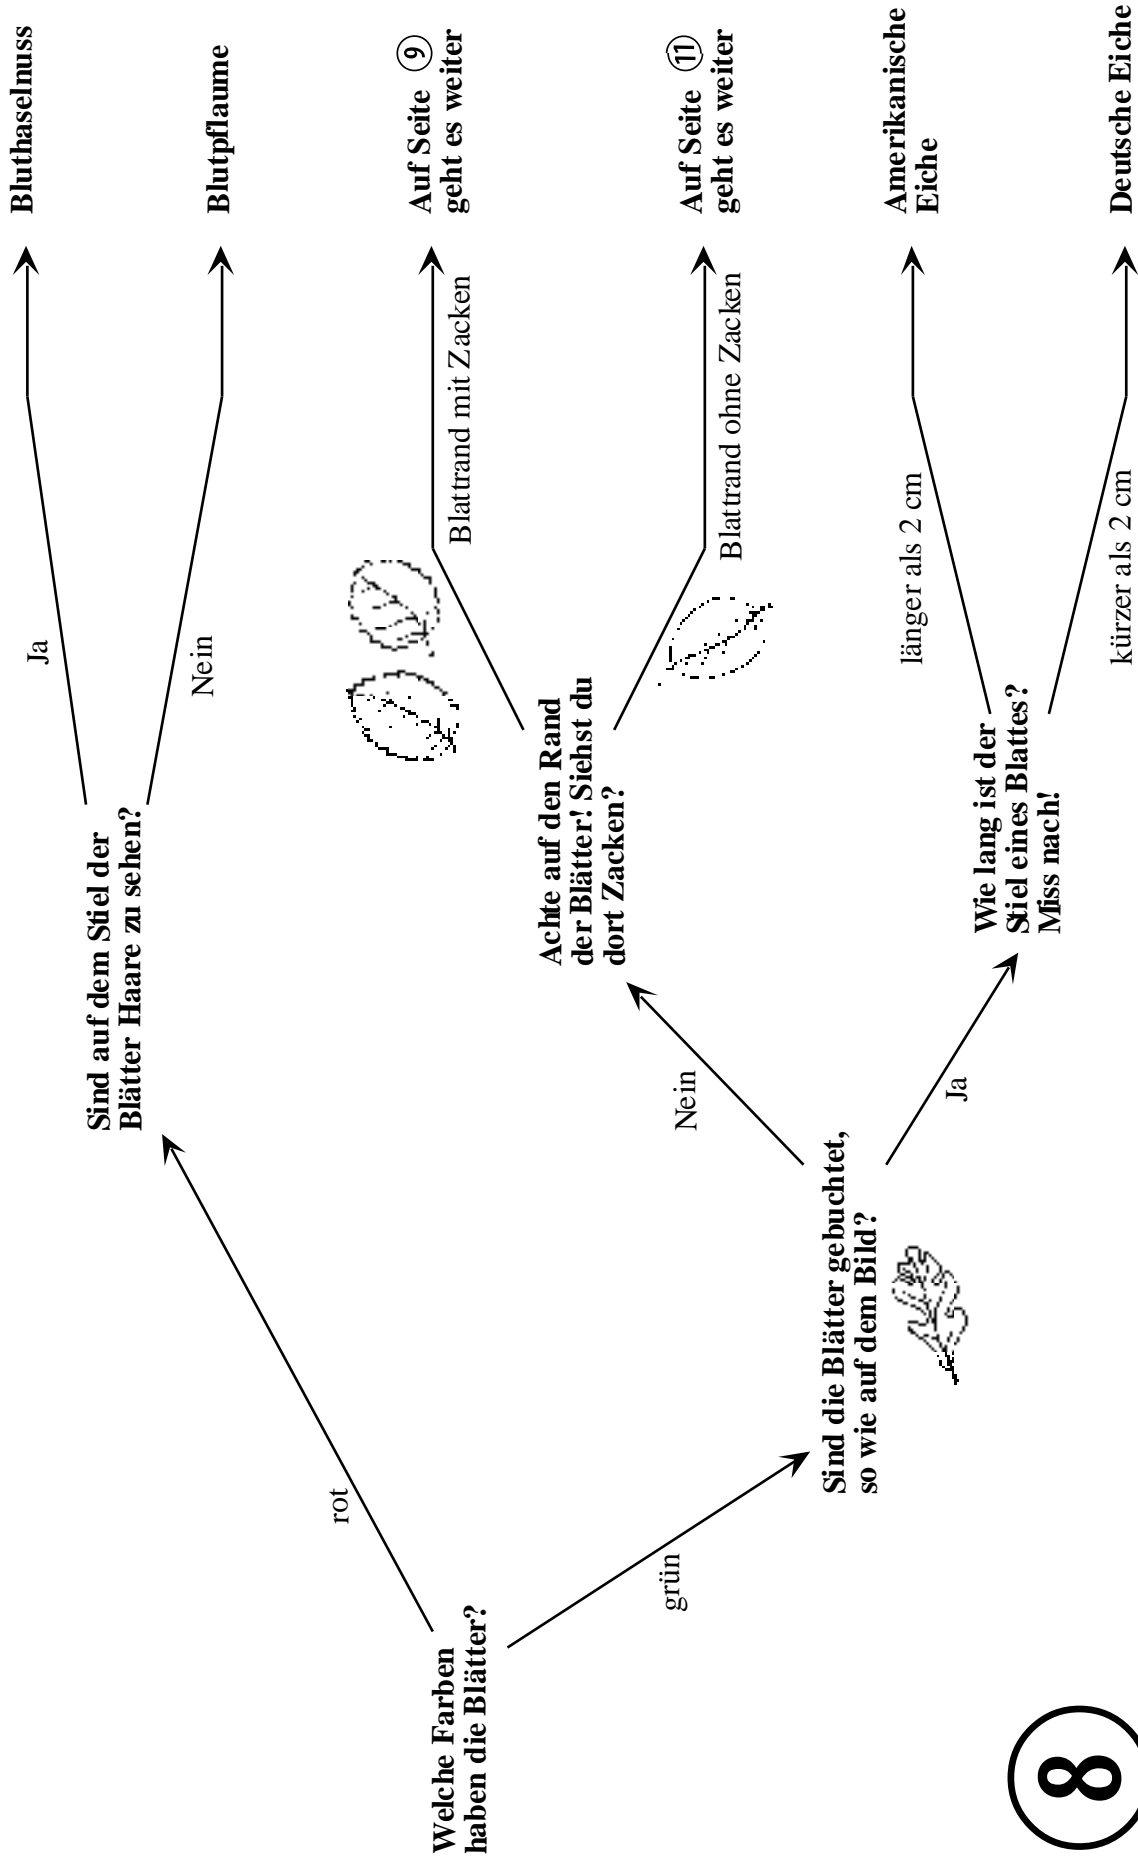 Welche Farben
haben die Blätter?
rot
grün
Sind auf dem Stiel der
Blätter Haare zu sehen?
Ja
Nein
Bluthaselnuss
Blutpflaume
Sind die Blätter gebuchtet,
so wie auf dem Bild?
Nein
Ja
Achte auf den Rand
der Blätter! Siehst du
dort Zacken?
Blattrand mit Zacken
Auf Seite 9
geht es weiter
Blattrand ohne Zacken
Auf Seite 11
geht es weiter
Wie lang ist der
Stiel eines Blattes?
Miss nach!
länger als 2 cm
Amerikanische
Eiche
kürzer als 2 cm
Deutsche Eiche
8